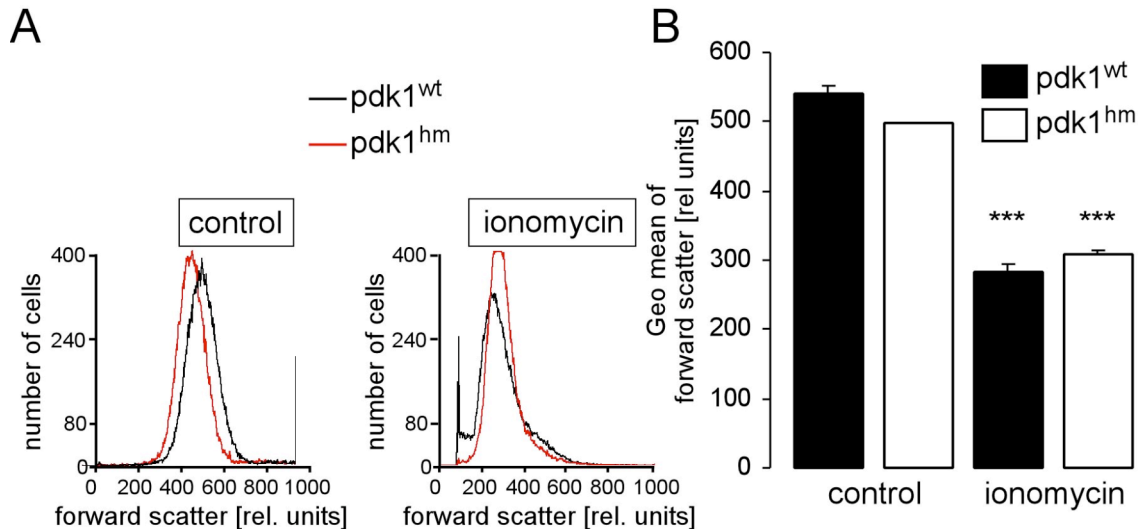 A
pdk1wt
pdk1hm
control
number of cells
400
240
80
0
0 200 400 600 800 1000
forward scatter [rel. units]
ionomycin
number of cells
400
240
80
0
0 200 400 600 800 1000
forward scatter [rel. units]
B
Geo mean of
forward scatter [rel units]
600
500
400
300
200
100
0
pdk1wt
pdk1hm
*** ***
control ionomycin